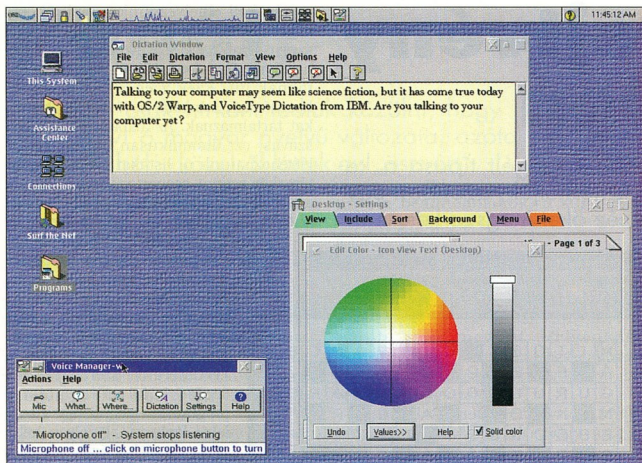 11:45:12 AM
This System
Assistance
Center
Connections
Surf the Net
Programs
Dictation Window
File Edit Dictation Format View Options Help
Talking to your computer may seem like science fiction, but it has come true today
with OS/2 Warp, and VoiceType Dictation from IBM. Are you talking to your
computer yet?
Desktop - Settings
View Include Sort Background Menu File
- Page 1 of 3
Edit Color - Icon View Text (Desktop)
Undo Values>> Help Solid color
Voice Manager-
Actions Help
Mic What... Where... Dictation Settings Help
"Microphone off" - System stops listening
Microphone off ... click on microphone button to turn